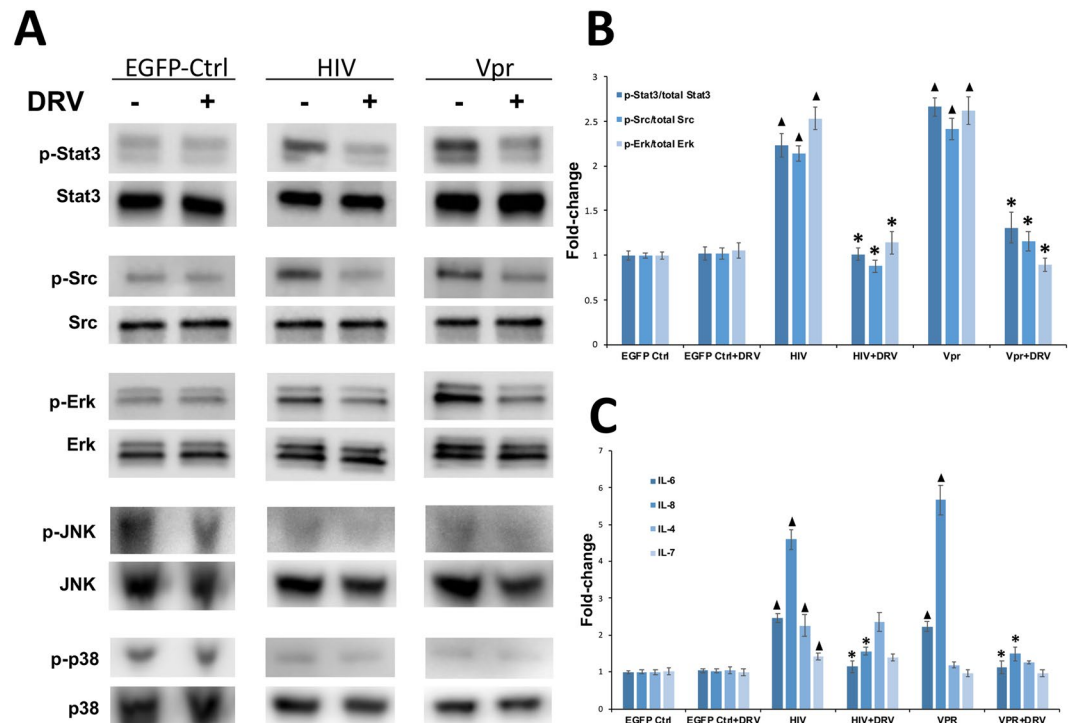 A
EGFP-Ctrl HIV Vpr
DRV - + - + - +
p-Stat3
Stat3
p-Src
Src
p-Erk
Erk
p-JNK
JNK
p-p38
p38
B
3
2.5
2
1.5
1
0.5
0
Fold-change
p-Stat3/total Stat3
p-Src/total Src
p-Erk/total Erk
▲ ▲ ▲ * * * ▲ ▲ ▲ * * *
EGFP Ctrl EGFP Ctrl+DRV HIV HIV+DRV Vpr Vpr+DRV
C
7
6
5
4
3
2
1
0
Fold-change
IL-6
IL-8
IL-4
IL-7
▲ ▲ ▲ ▲ * * ▲ ▲ * *
EGFP Ctrl EGFP Ctrl+DRV HIV HIV+DRV VPR VPR+DRV